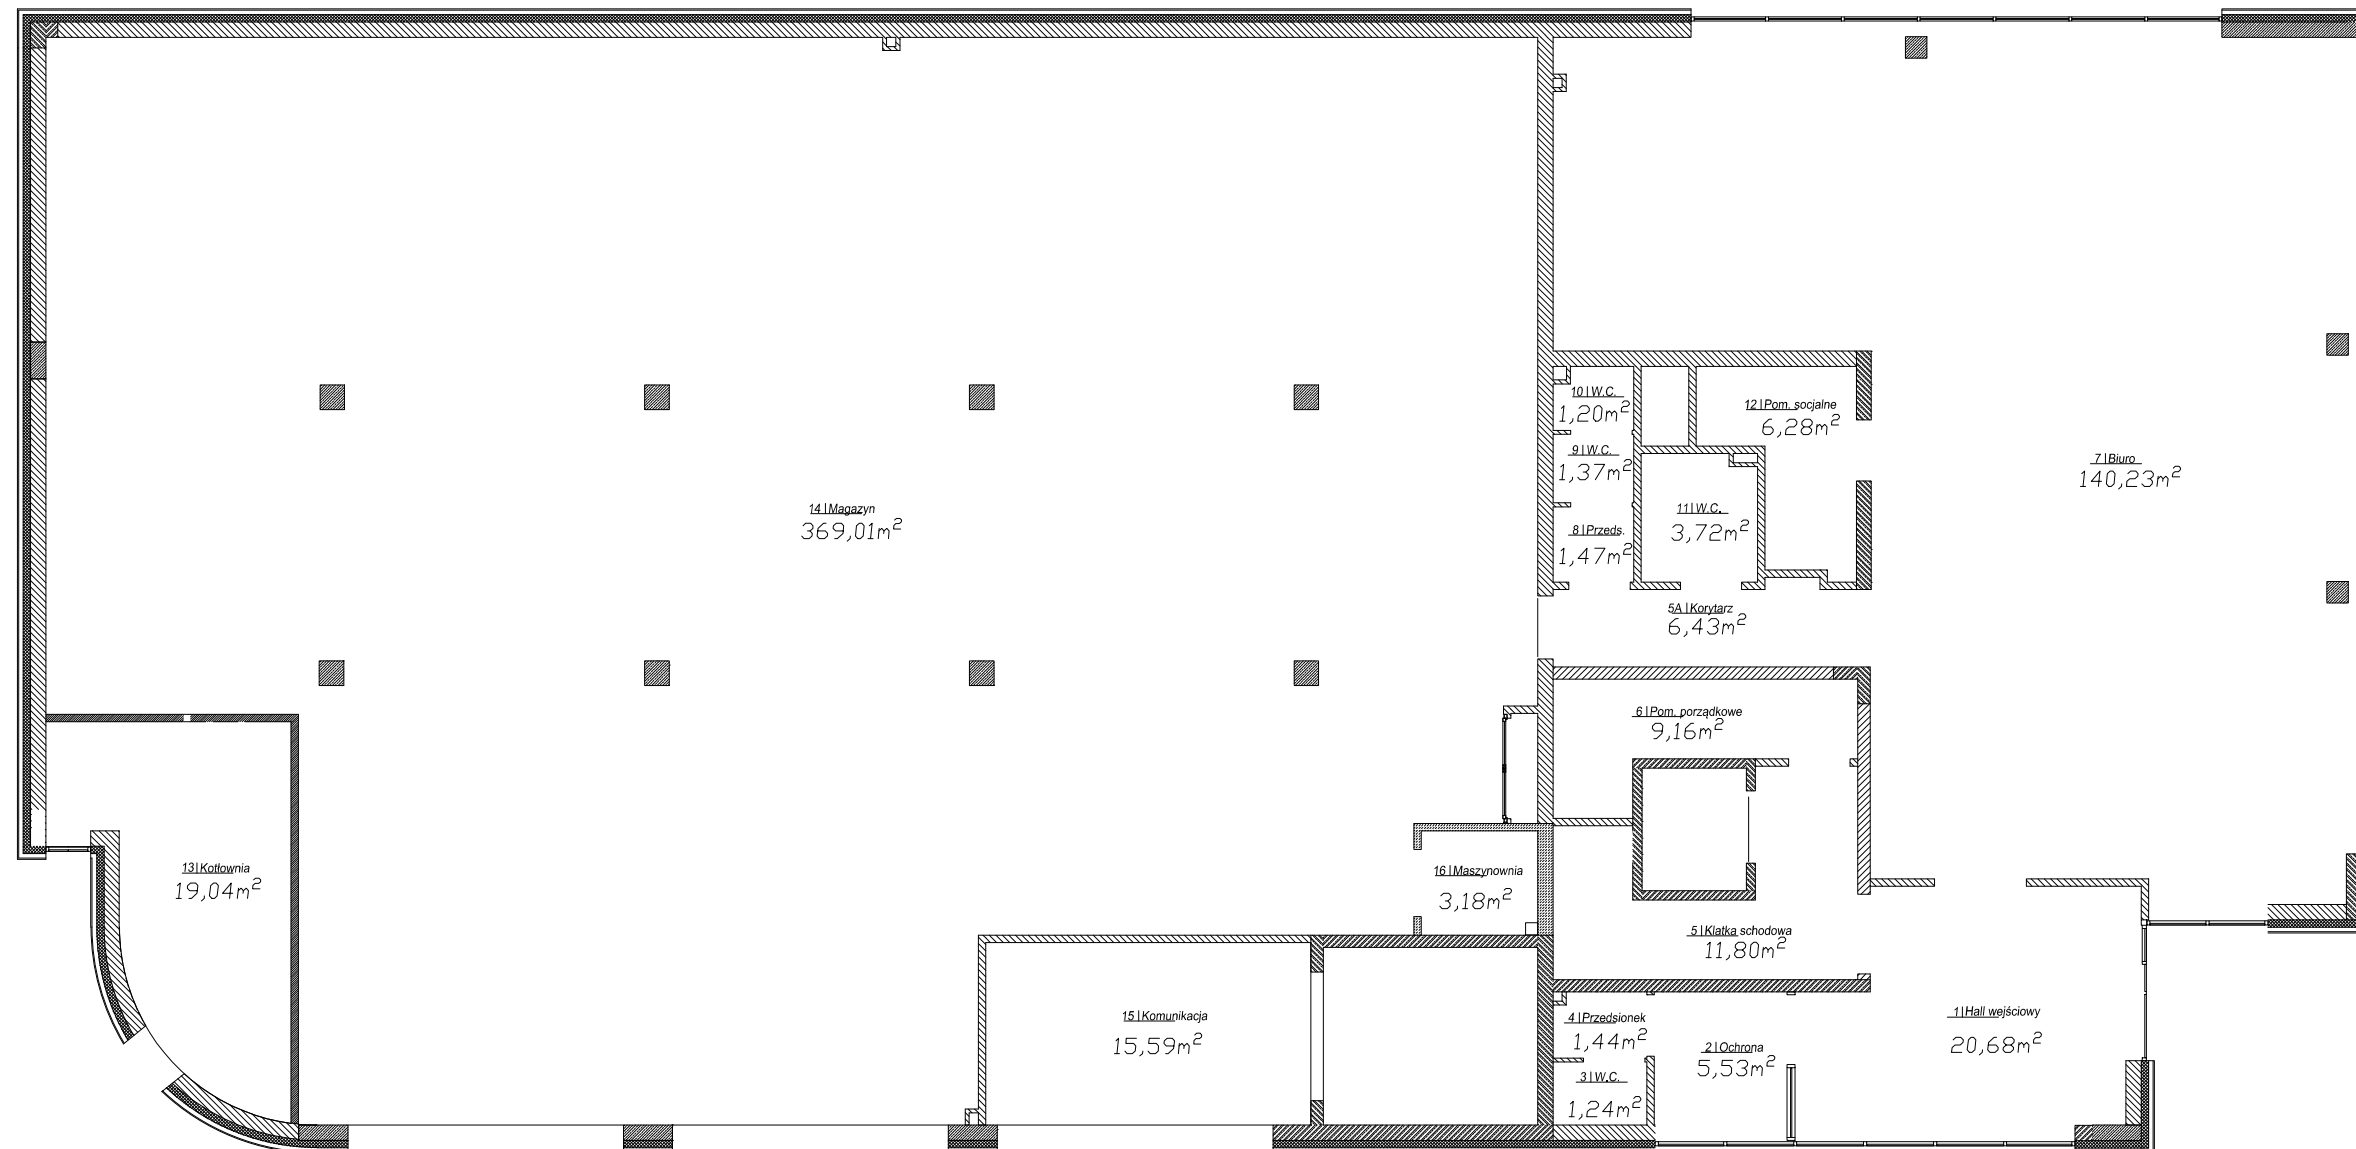 10 | W.C.
1,20m²
12 | Pom. socjalne
6,28m²
9 | W.C.
1,37m²
7 | Biuro
140,23m²
14 | Magazyn
369,01m²
11 | W.C.
3,72m²
8 | Przeds.
1,47m²
5A | Korytarz
6,43m²
6 | Pom. porządkowe
9,16m²
13 | Kotłownia
19,04m²
16 | Maszynownia
3,18m²
5 | Klatka schodowa
11,80m²
15 | Komunikacja
15,59m²
4 | Przedsionek
1,44m²
1 | Hall wejściowy
20,68m²
2 | Ochrona
5,53m²
3 | W.C.
1,24m²